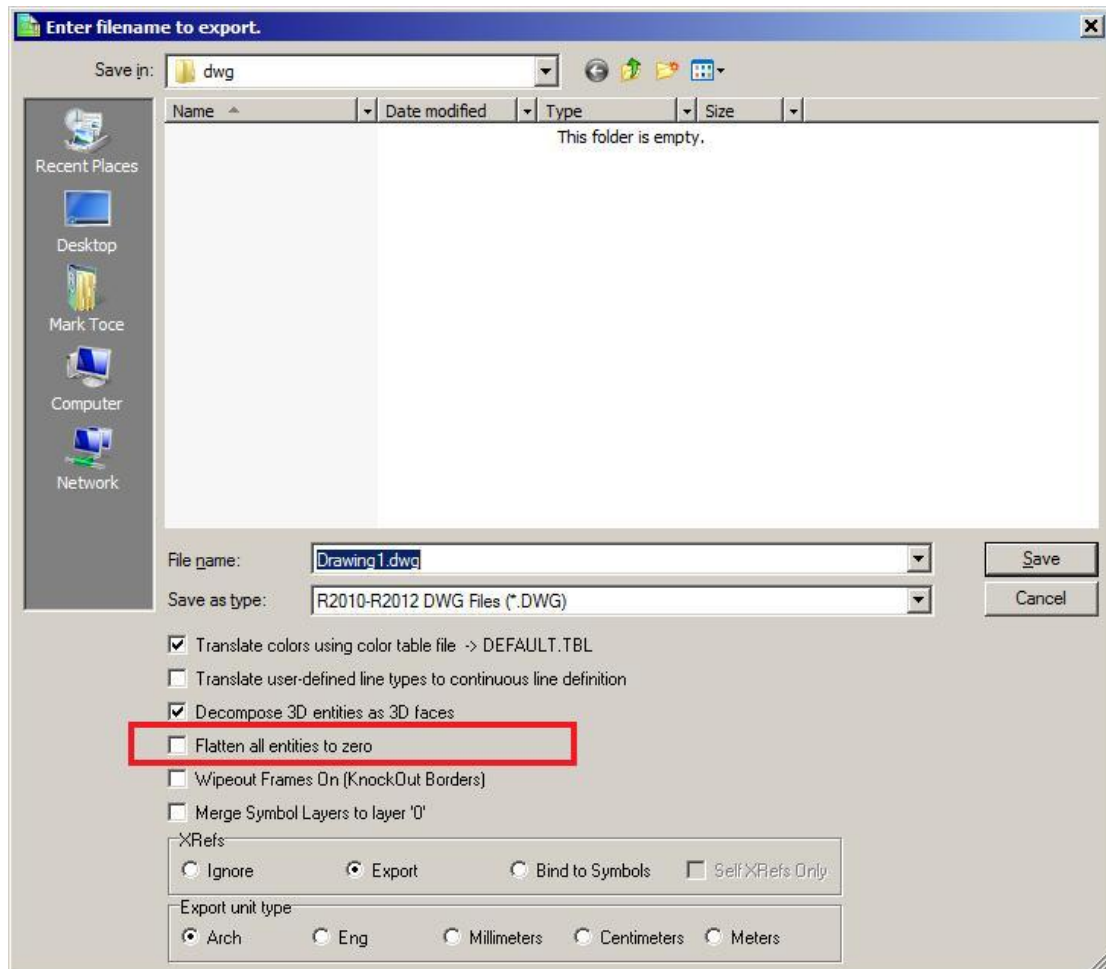 Enter filename to export.
Save in: dwg
Name Date modified Type Size
This folder is empty.
Recent Places
Desktop
Mark Toce
Computer
Network
File name: Drawing1.dwg Save
Save as type: R2010-R2012 DWG Files (*.DWG) Cancel
Translate colors using color table file -> DEFAULT.TBL
Translate user-defined line types to continuous line definition
Decompose 3D entities as 3D faces
Flatten all entities to zero
Wipeout Frames On (KnockOut Borders)
Merge Symbol Layers to layer '0'
XRefs
Ignore Export Bind to Symbols Self XRefs Only
Export unit type
Arch Eng Millimeters Centimeters Meters